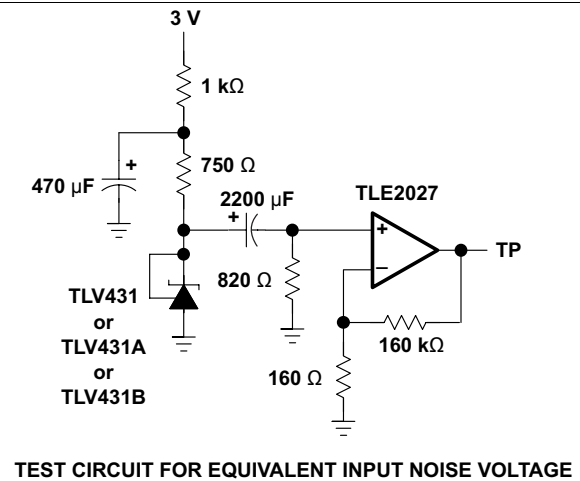 3 V
1 kΩ
750 Ω
470 µF
+
2200 µF
+
TLE2027
+
−
TP
820 Ω
TLV431
or
TLV431A
or
TLV431B
160 kΩ
160 Ω
TEST CIRCUIT FOR EQUIVALENT INPUT NOISE VOLTAGE